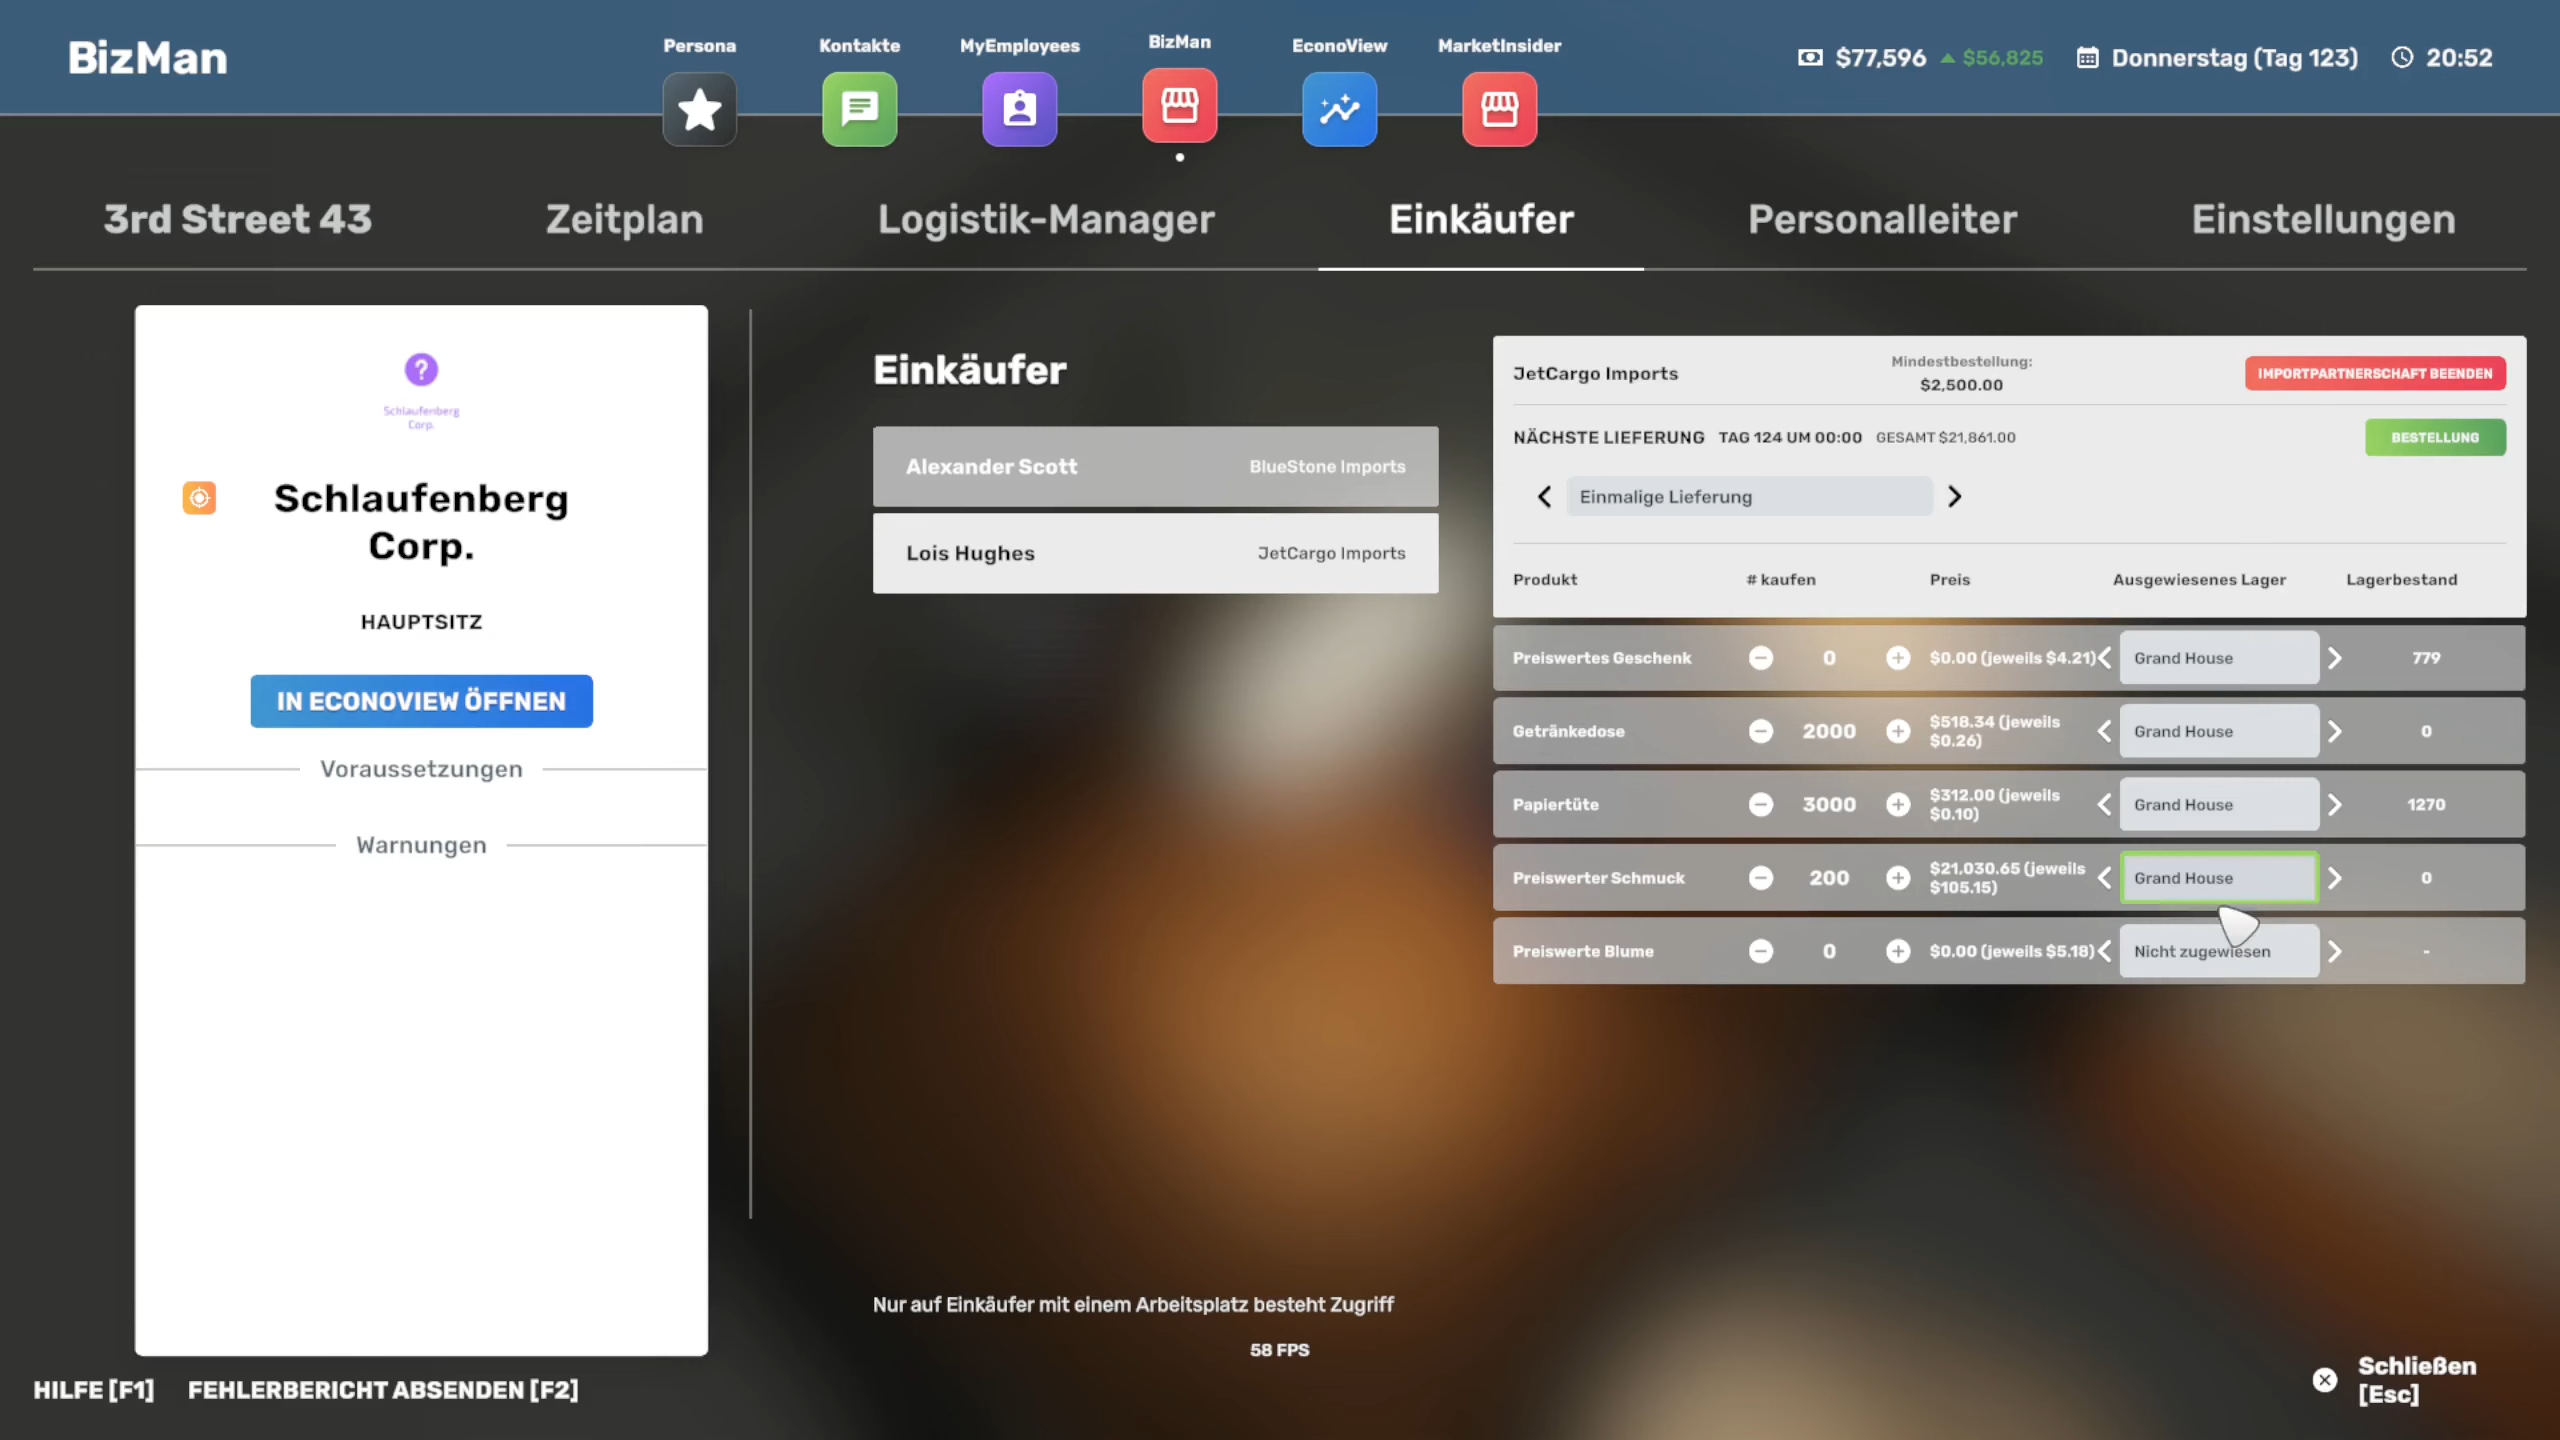 BizMan
Persona
Kontakte
MyEmployees
BizMan
EconoView
MarketInsider
$77,596 $56,825
Donnerstag (Tag 123)
20:52
3rd Street 43
Zeitplan
Logistik-Manager
Einkäufer
Personalleiter
Einstellungen
?
Schlaufenberg
Corp.
Schlaufenberg
Corp.
HAUPTSITZ
IN ECONOVIEW ÖFFNEN
Voraussetzungen
Warnungen
Einkäufer
Alexander Scott BlueStone Imports
Lois Hughes JetCargo Imports
Nur auf Einkäufer mit einem Arbeitsplatz besteht Zugriff
58 FPS
JetCargo Imports
Mindestbestellung:
$2,500.00
IMPORTPARTNERSCHAFT BEENDEN
NÄCHSTE LIEFERUNG TAG 124 UM 00:00 GESAMT $21,861.00
BESTELLUNG
Einmalige Lieferung
Produkt # kaufen Preis Ausgewiesenes Lager Lagerbestand
Preiswertes Geschenk 0 $0.00 (jeweils $4.21) Grand House 779
Getränkedose 2000 $518.34 (jeweils
$0.26) Grand House 0
Papiertüte 3000 $312.00 (jeweils
$0.10) Grand House 1270
Preiswerter Schmuck 200 $21,030.65 (jeweils
$105.15) Grand House 0
Preiswerte Blume 0 $0.00 (jeweils $5.18) Nicht zugewiesen -
HILFE [F1]
FEHLERBERICHT ABSENDEN [F2]
Schließen
[Esc]